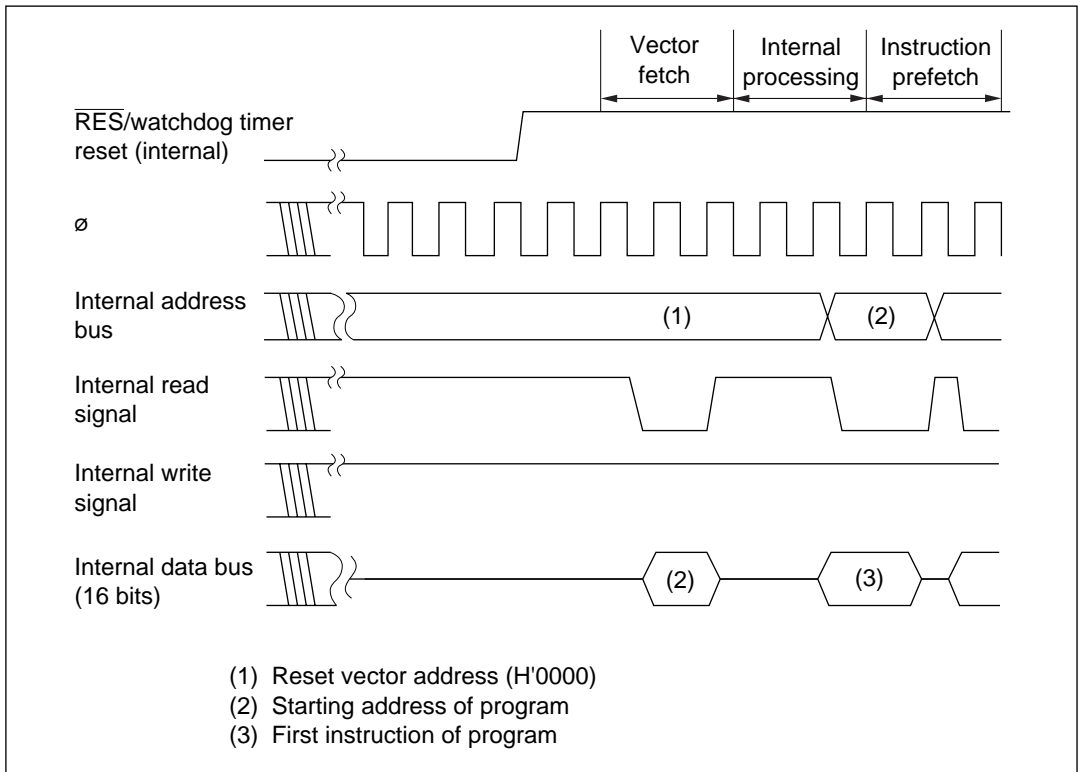 Vector fetch
Internal processing
Instruction prefetch
R̅E̅S̅/watchdog timer
reset (internal)
ø
Internal address
bus
(1)
(2)
Internal read
signal
Internal write
signal
Internal data bus
(16 bits)
(2)
(3)
(1) Reset vector address (H'0000)
(2) Starting address of program
(3) First instruction of program